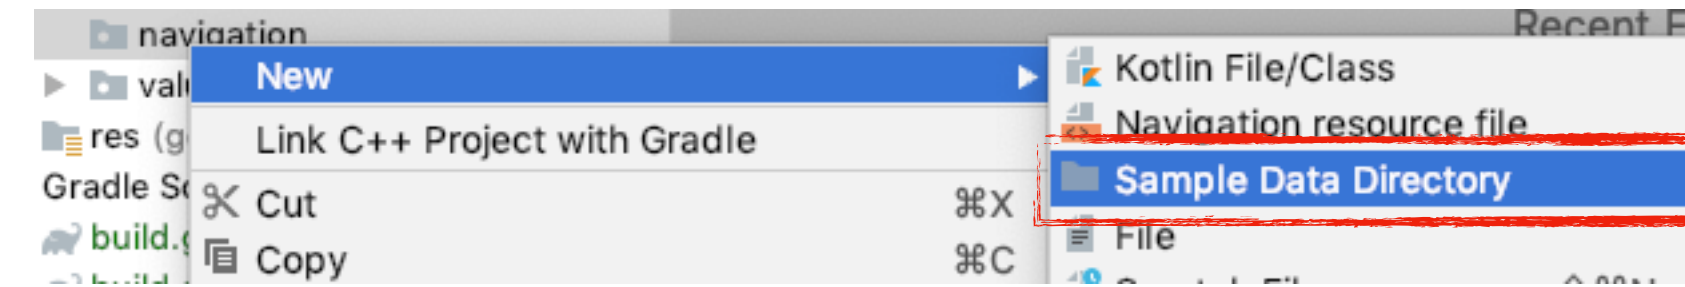 navigation
Recent
New
Kotlin File/Class
Navigation resource file
Link C++ Project with Gradle
res (g
Sample Data Directory
Gradle
Cut
⌘X
build.g
File
Copy
⌘C